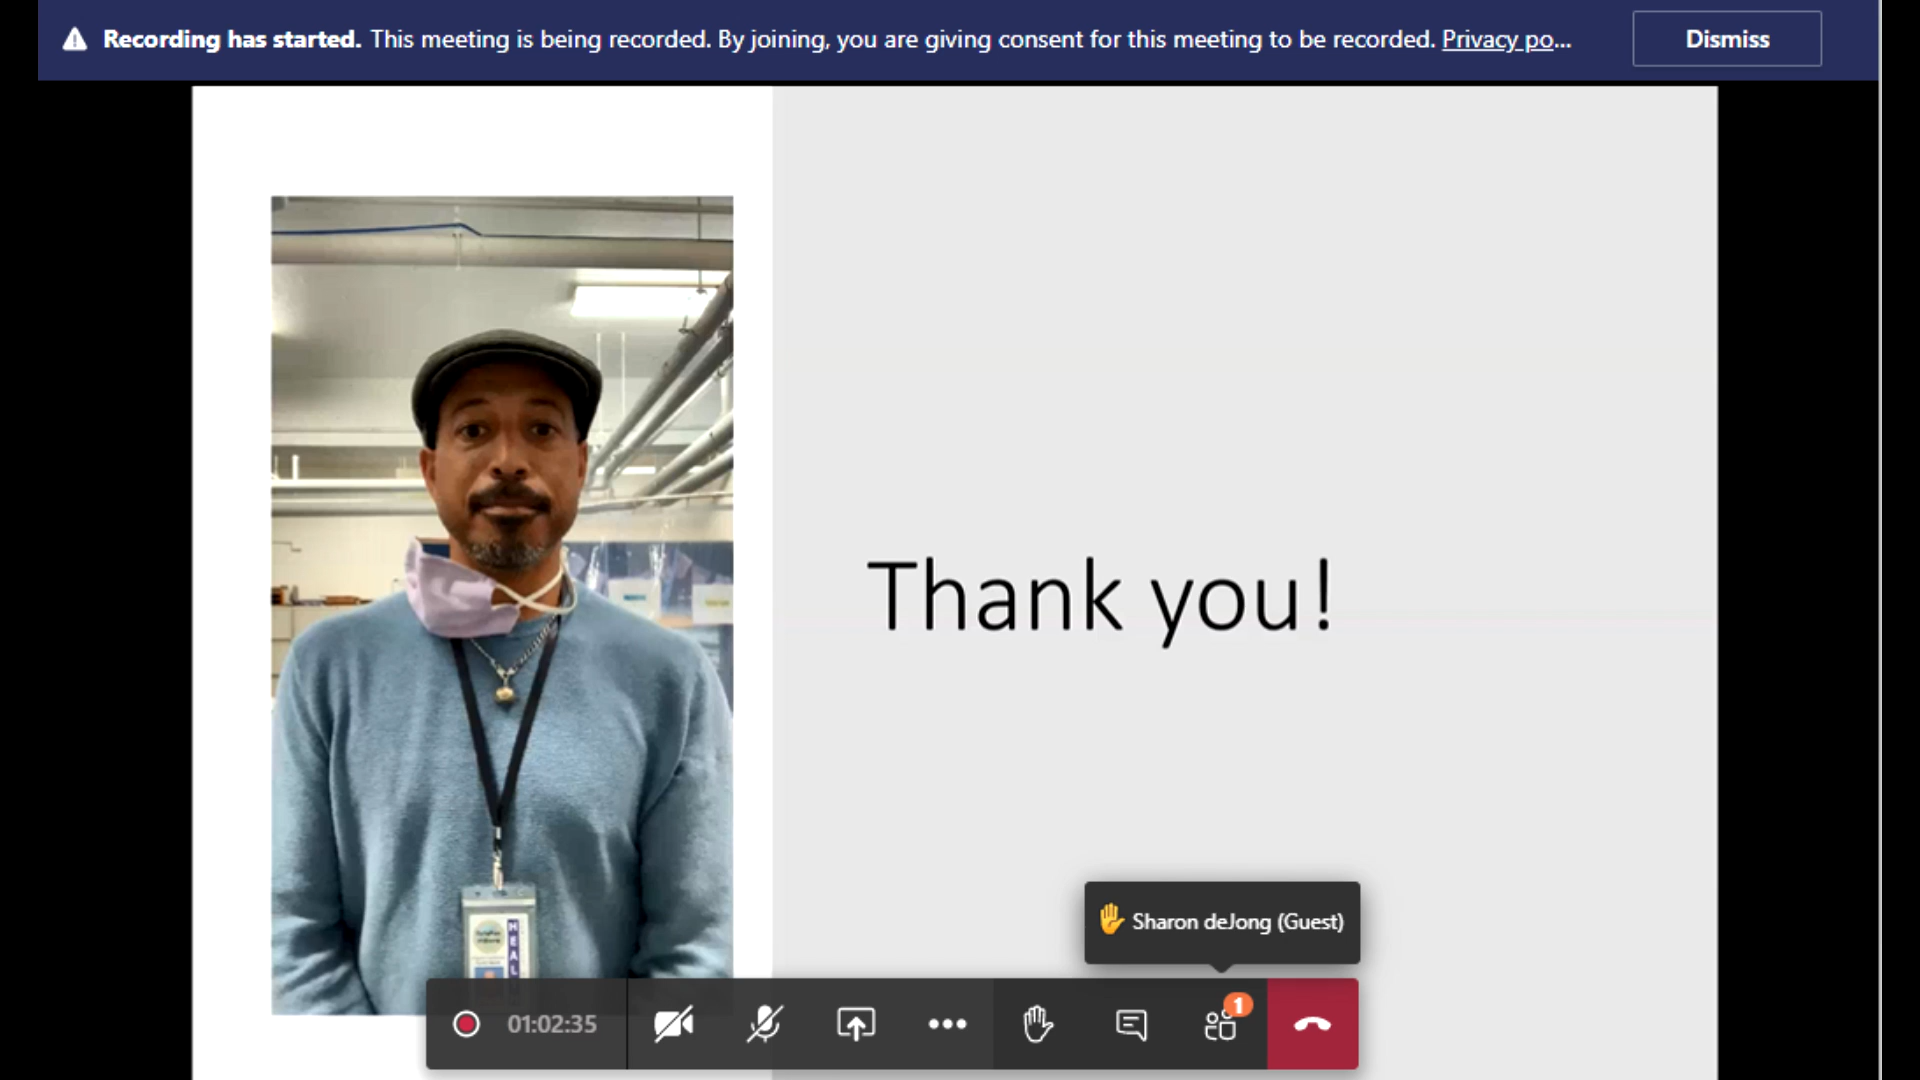 Recording has started. This meeting is being recorded. By joining, you are giving consent for this meeting to be recorded. Privacy po...
Dismiss
Thank you!
Sharon deJong (Guest)
HEAL
01:02:35
1